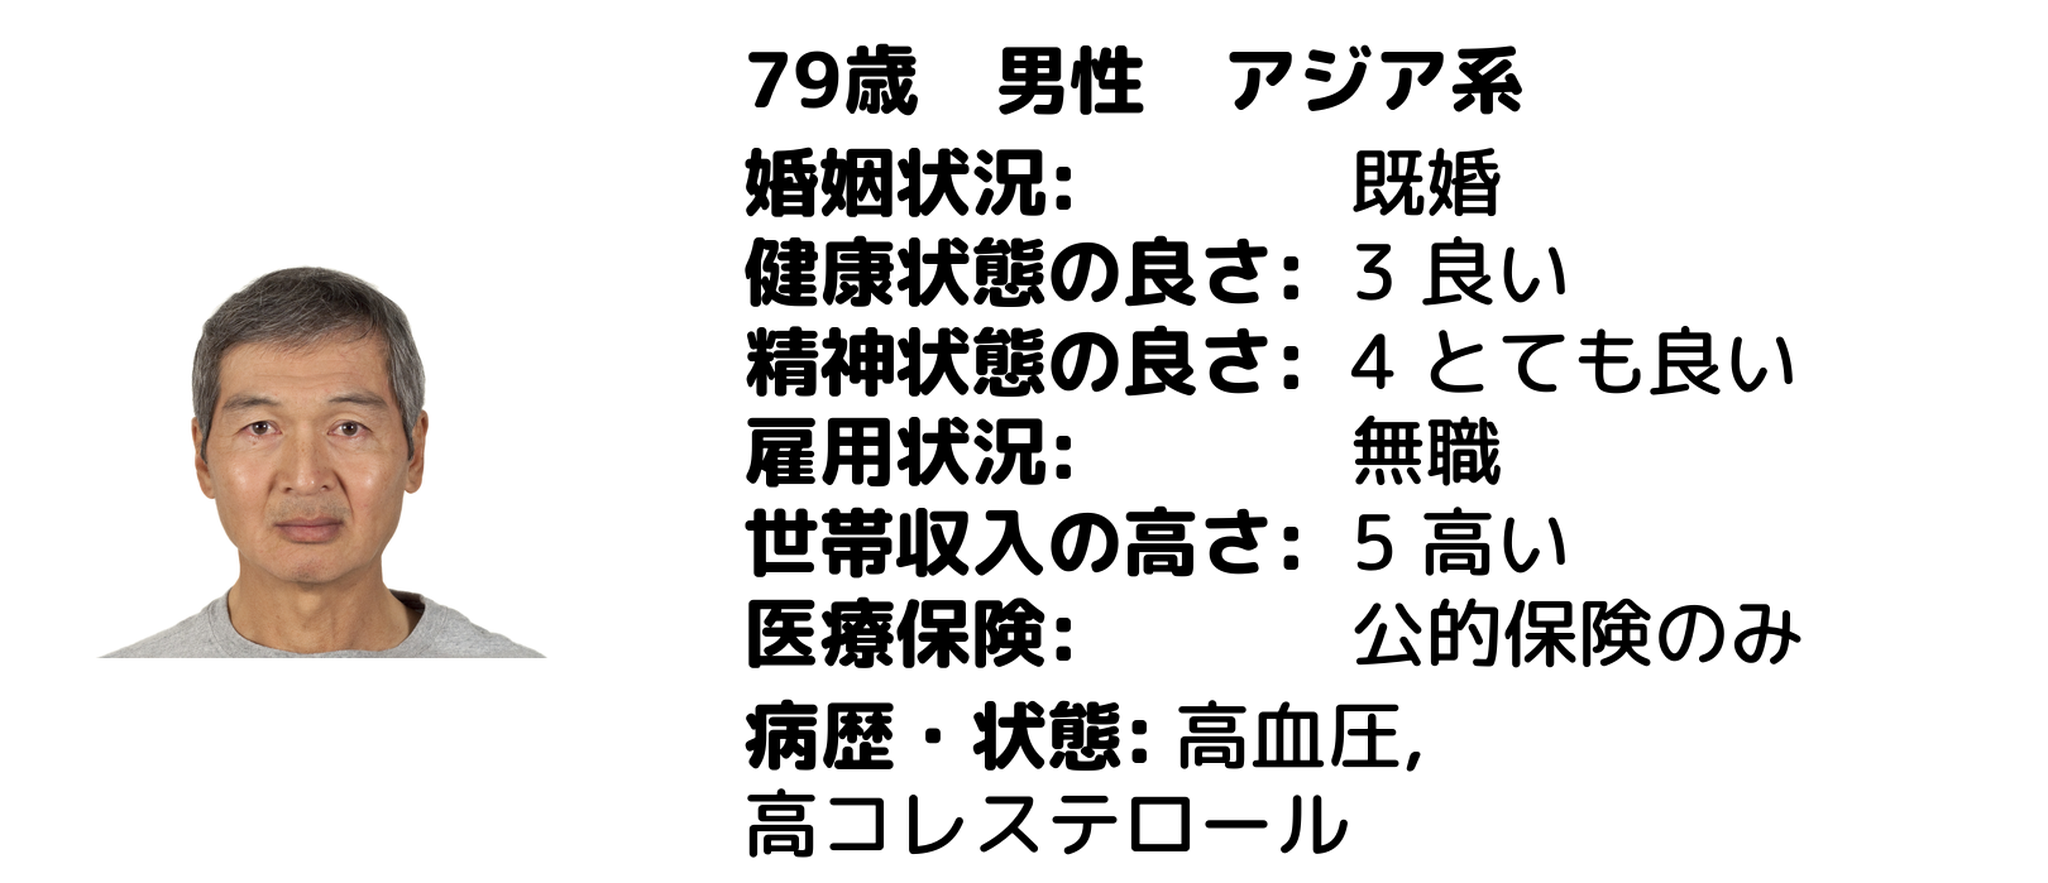 79歳　男性　アジア系
婚姻状況: 既婚
健康状態の良さ: 3 良い
精神状態の良さ: 4 とても良い
雇用状況: 無職
世帯収入の高さ: 5 高い
医療保険: 公的保険のみ
病歴・状態: 高血圧,
高コレステロール